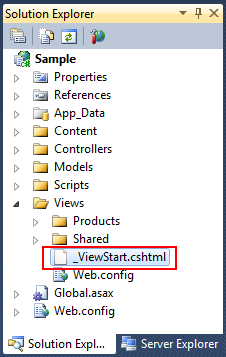 Solution Explorer
Sample
Properties
References
App_Data
Content
Controllers
Models
Scripts
Views
Products
Shared
_ViewStart.cshtml
Web.config
Global.asax
Web.config
Solution Expl...
Server Explorer